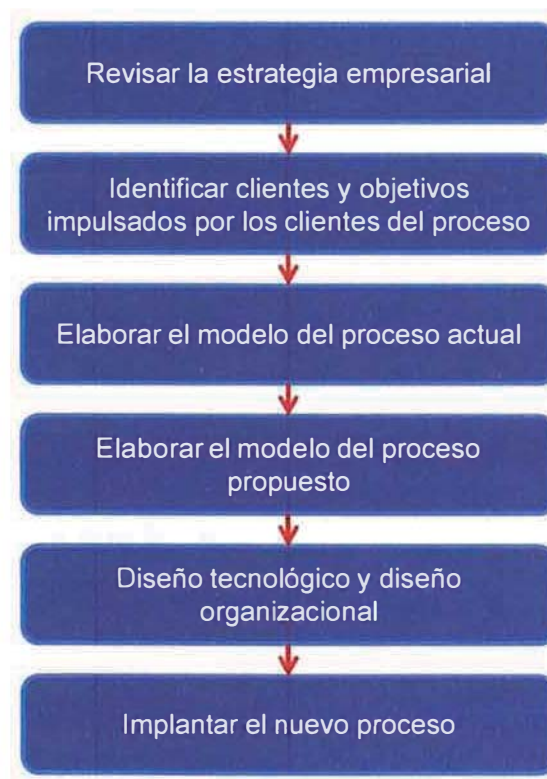 Revisar la estrategia empresarial
Identificar clientes y objetivos
impulsados por los clientes del proceso
Elaborar el modelo del proceso actual
Elaborar el modelo del proceso
propuesto
Diseño tecnológico y diseño
organizacional
Implantar el nuevo proceso